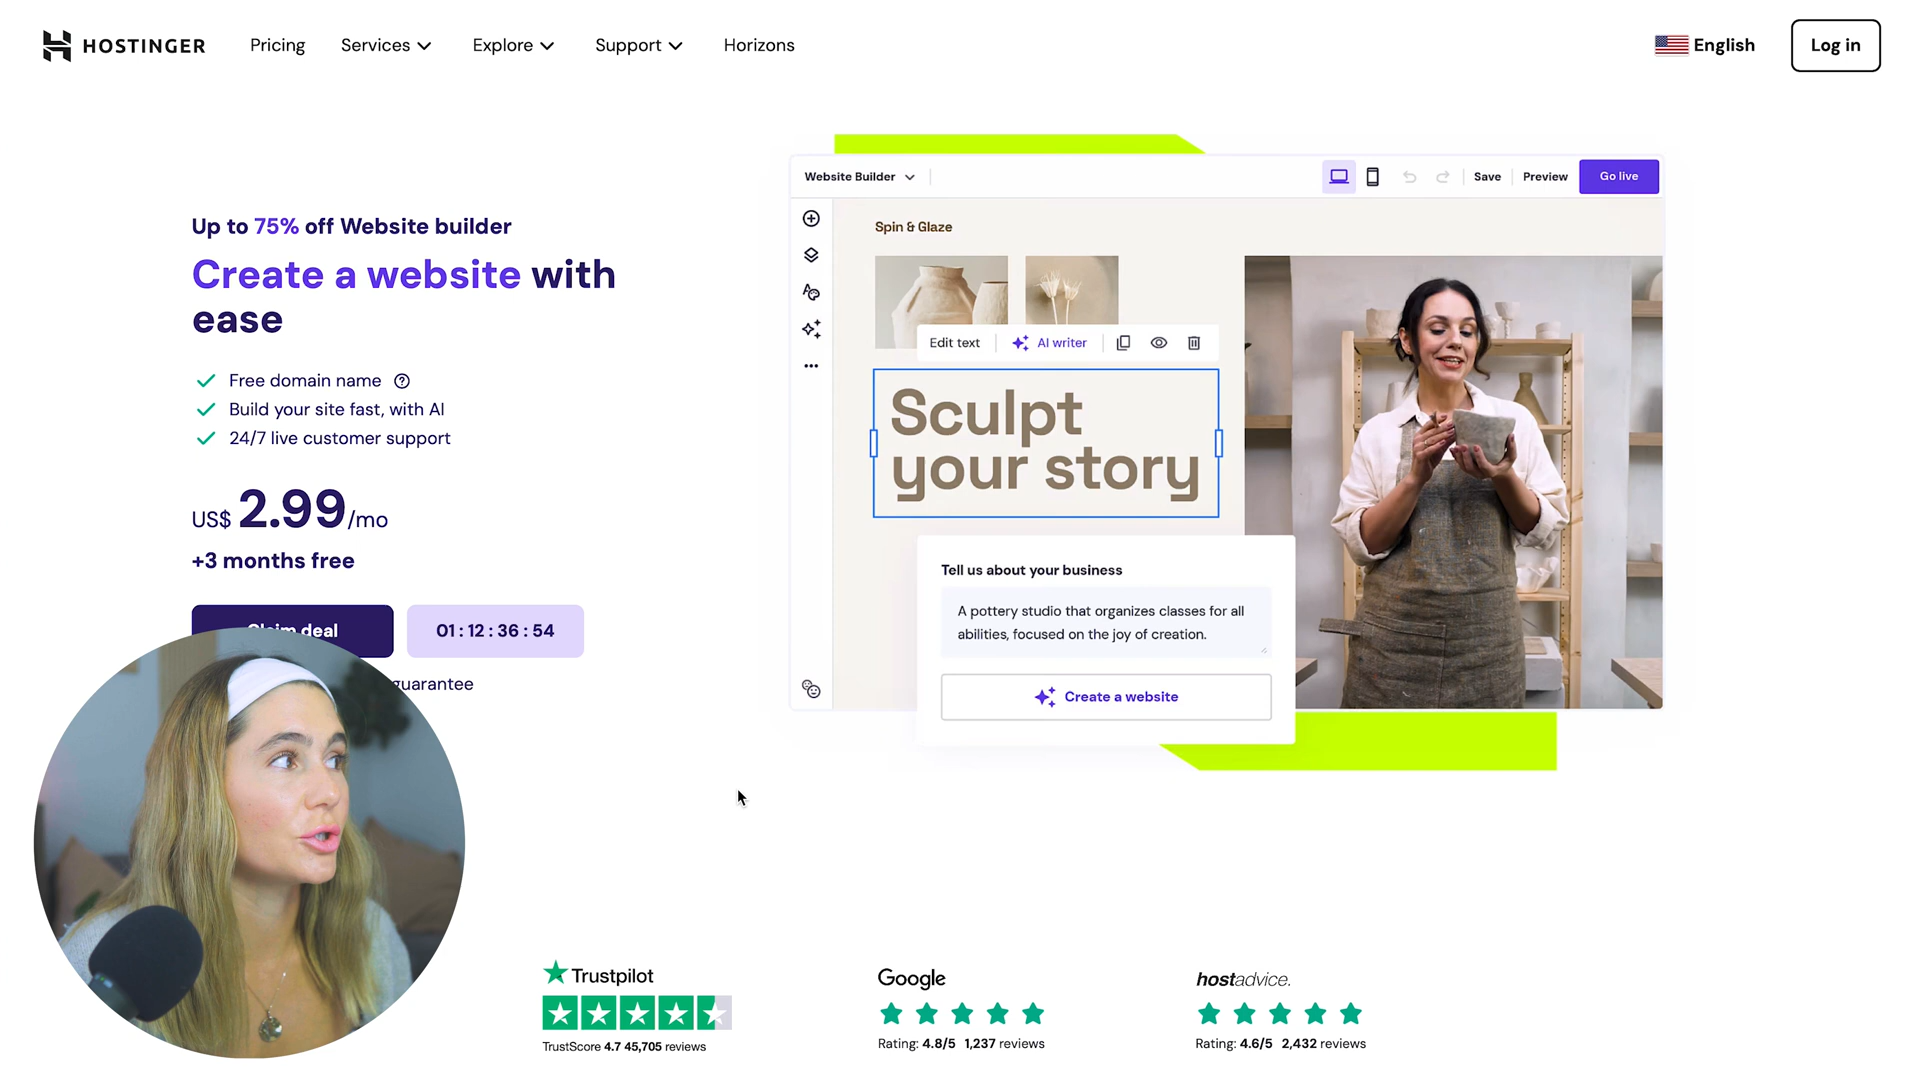 HOSTINGER
Pricing
Services
Explore
Support
Horizons
English
Log in
Up to 75% off Website builder
Create a website with
ease
Free domain name
Build your site fast, with AI
24/7 live customer support
US$ 2.99/mo
+3 months free
Claim deal
01 : 12 : 36 : 54
guarantee
Website Builder
Save
Preview
Go live
Spin & Glaze
Edit text
AI writer
Sculpt
your story
Tell us about your business
A pottery studio that organizes classes for all
abilities, focused on the joy of creation.
Create a website
Trustpilot
TrustScore 4.7 45,705 reviews
Google
Rating: 4.8/5 1,237 reviews
hostadvice.
Rating: 4.6/5 2,432 reviews